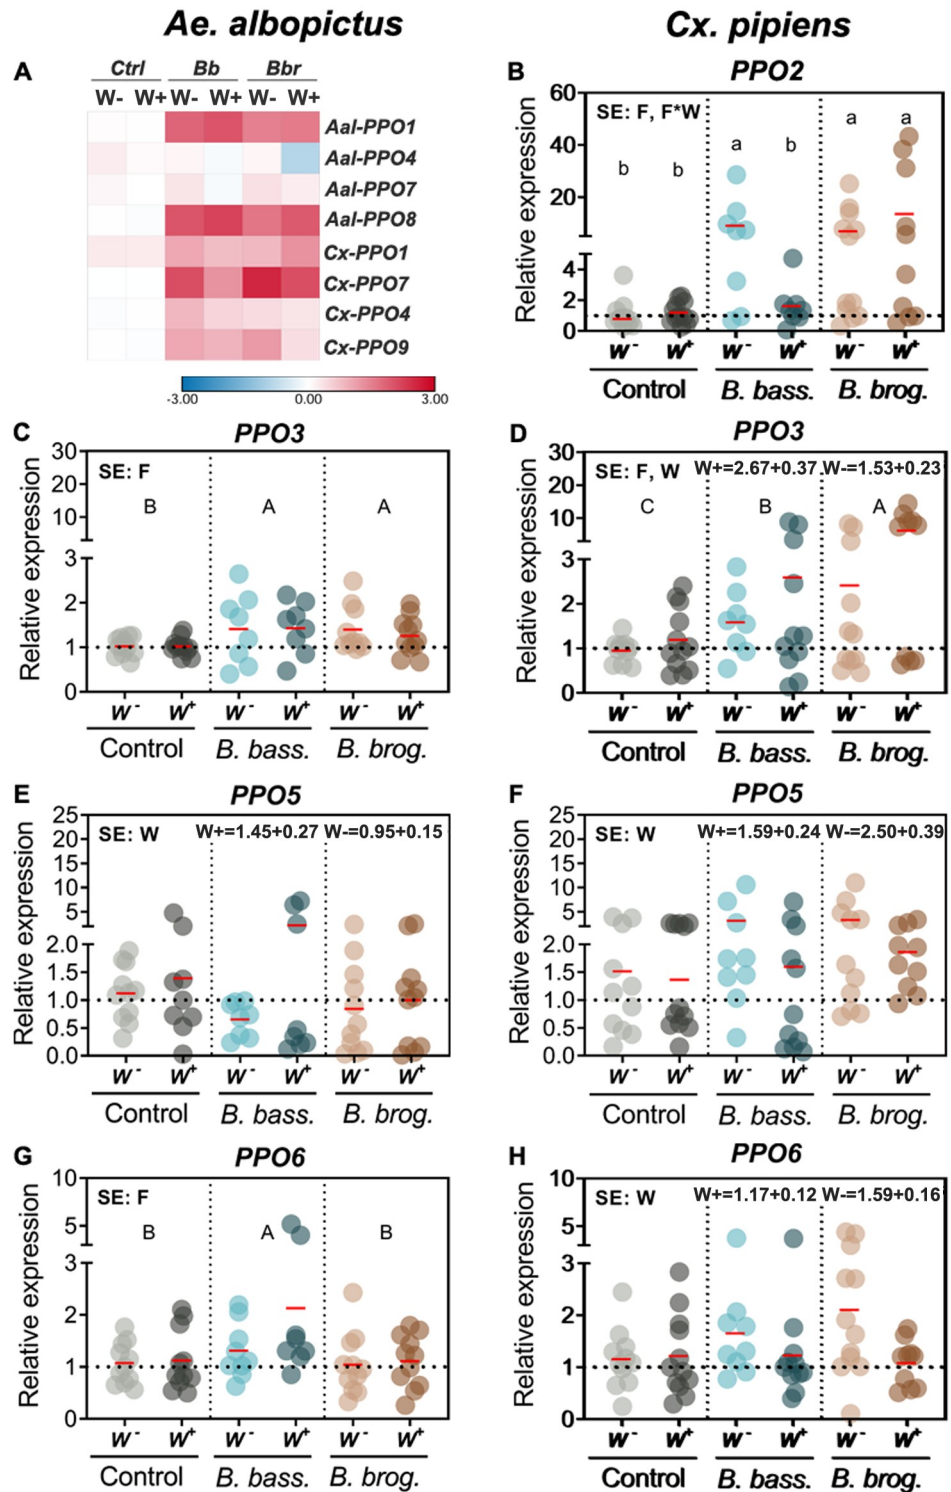 Ae. albopictus
Cx. pipiens
A
Ctrl Bb Bbr
W- W+ W- W+ W- W+
Aal-PPO1
Aal-PPO4
Aal-PPO7
Aal-PPO8
Cx-PPO1
Cx-PPO7
Cx-PPO4
Cx-PPO9
-3.00 0.00 3.00
B
PPO2
Relative expression
60
40
20
4
2
0
SE: F, F*W
b b a b a a
W- W+ W- W+ W- W+
Control B. bass. B. brog.
C
PPO3
Relative expression
30
20
10
3
2
1
0
SE: F
B A A
W- W+ W- W+ W- W+
Control B. bass. B. brog.
D
PPO3
Relative expression
30
20
10
3
2
1
0
SE: F, W W+=2.67+0.37 W-=1.53+0.23
C B A
W- W+ W- W+ W- W+
Control B. bass. B. brog.
E
PPO5
Relative expression
25
20
15
10
5
2.0
1.5
1.0
0.5
0.0
SE: W W+=1.45+0.27 W-=0.95+0.15
W- W+ W- W+ W- W+
Control B. bass. B. brog.
F
PPO5
Relative expression
25
20
15
10
5
2.0
1.5
1.0
0.5
0.0
SE: W W+=1.59+0.24 W-=2.50+0.39
W- W+ W- W+ W- W+
Control B. bass. B. brog.
G
PPO6
Relative expression
10
5
3
2
1
0
SE: F
B A B
W- W+ W- W+ W- W+
Control B. bass. B. brog.
H
PPO6
Relative expression
10
5
3
2
1
0
SE: W W+=1.17+0.12 W-=1.59+0.16
W- W+ W- W+ W- W+
Control B. bass. B. brog.